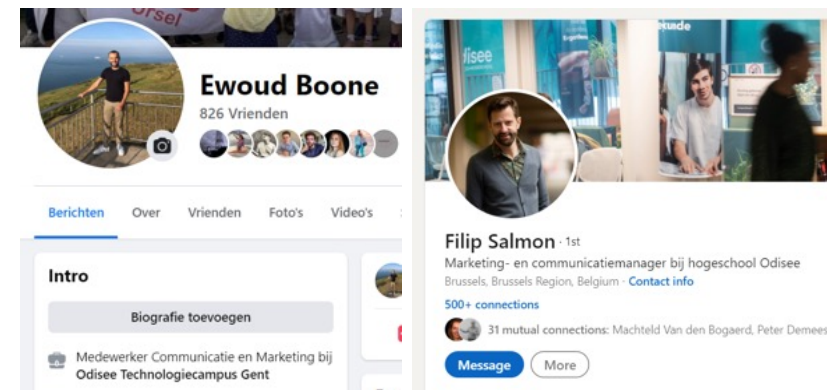 Orsel
Ewoud Boone
826 Vrienden
Berichten Over Vrienden Foto's Video's
Intro
Biografie toevoegen
Medewerker Communicatie en Marketing bij
Odisee Technologiecampus Gent
disee
Filip Salmon · 1st
Marketing- en communicatiemanager bij hogeschool Odisee
Brussels, Brussels Region, Belgium · Contact info
500+ connections
31 mutual connections: Machteld Van den Bogaerd, Peter Demees
Message More